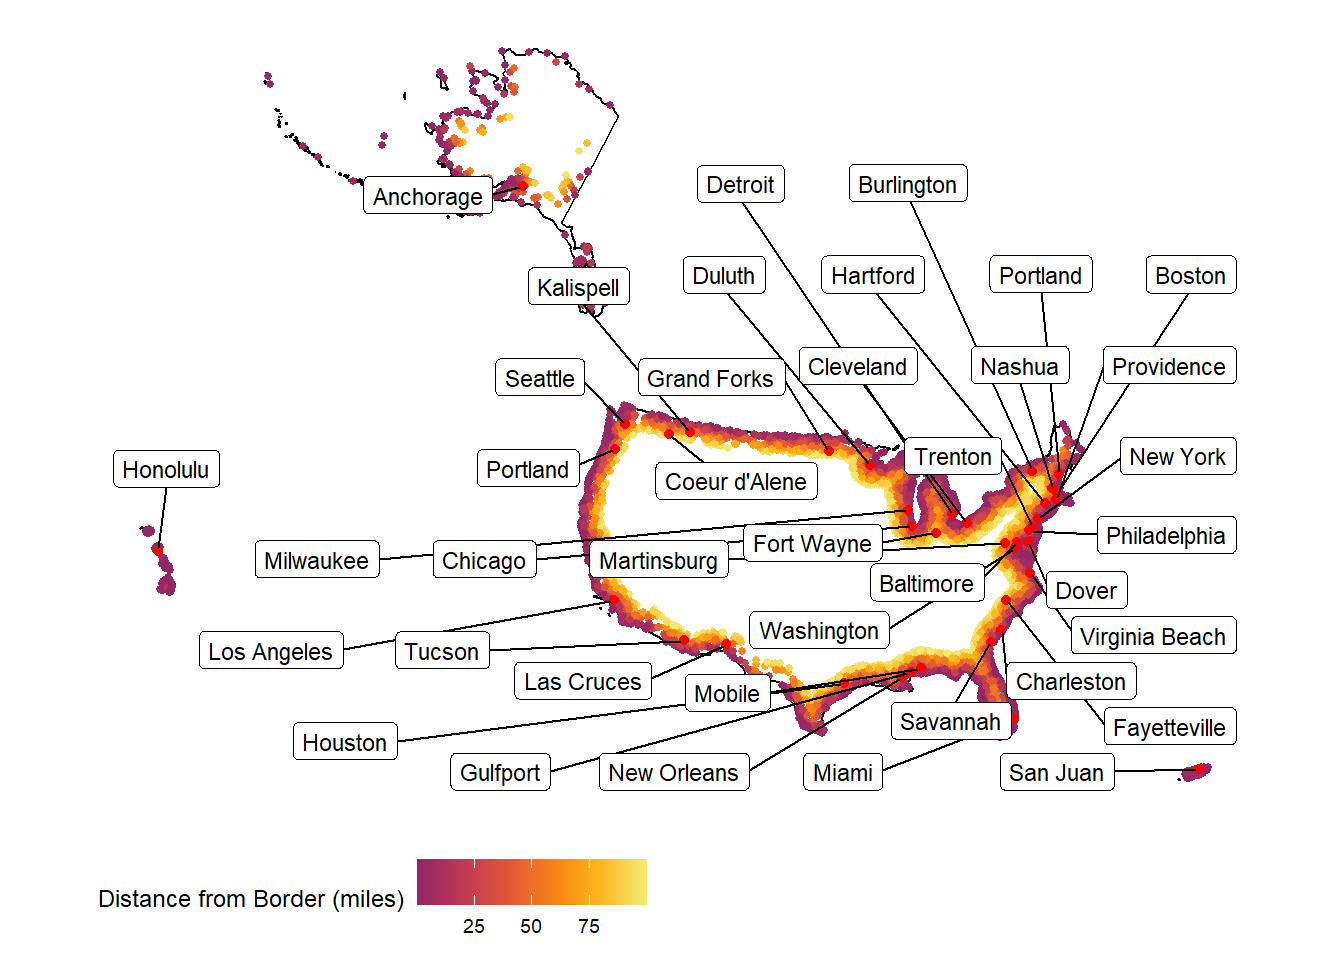 Detroit
Burlington
Anchorage
Kalispell
Duluth
Hartford
Portland
Boston
Seattle
Grand Forks
Cleveland
Nashua
Providence
Honolulu
Portland
Coeur d'Alene
Trenton
New York
Milwaukee
Chicago
Martinsburg
Fort Wayne
Philadelphia
Baltimore
Dover
Los Angeles
Tucson
Washington
Virginia Beach
Las Cruces
Mobile
Charleston
Houston
Savannah
Fayetteville
Gulfport
New Orleans
Miami
San Juan
Distance from Border (miles)
25 50 75